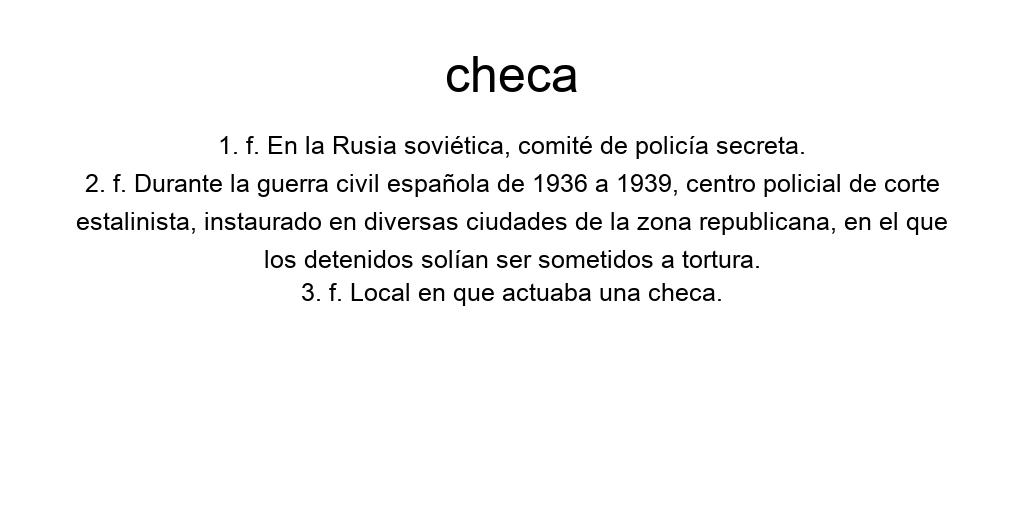 checa
1. f. En la Rusia soviética, comité de policía secreta.
2. f. Durante la guerra civil española de 1936 a 1939, centro policial de corte
estalinista, instaurado en diversas ciudades de la zona republicana, en el que
los detenidos solían ser sometidos a tortura.
3. f. Local en que actuaba una checa.